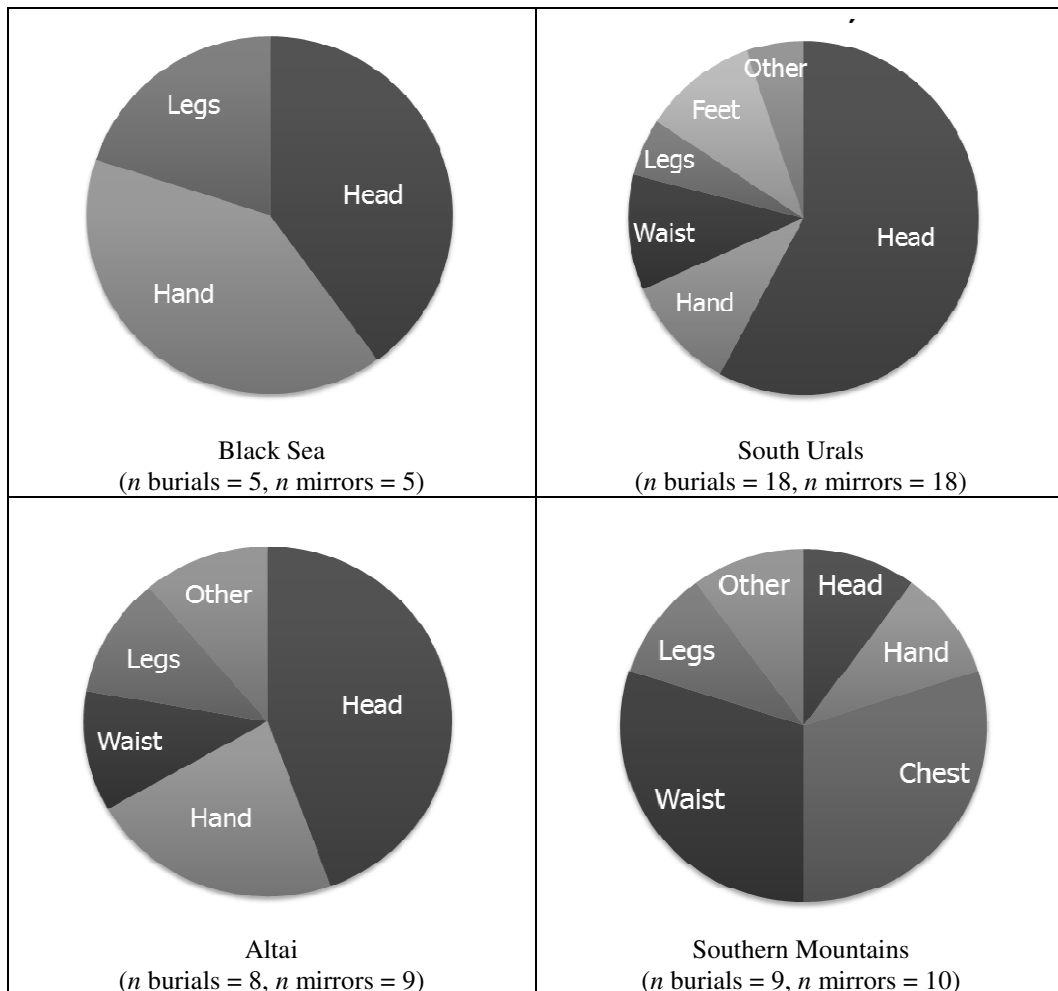 Legs
Head
Hand
Black Sea
(n burials = 5, n mirrors = 5)
Other
Feet
Legs
Waist
Head
Hand
South Urals
(n burials = 18, n mirrors = 18)
Other
Legs
Head
Waist
Hand
Altai
(n burials = 8, n mirrors = 9)
Other
Head
Legs
Hand
Chest
Waist
Southern Mountains
(n burials = 9, n mirrors = 10)